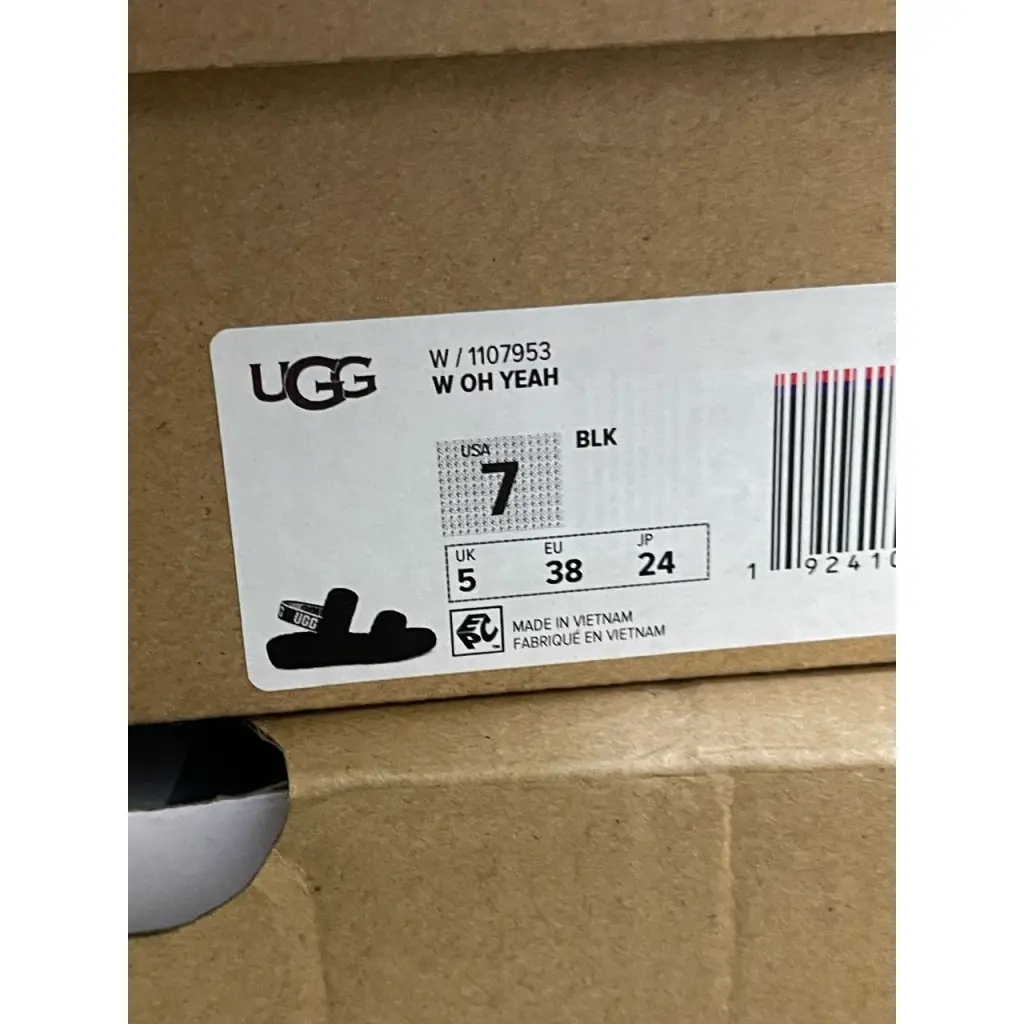 UGG
W / 1107953
W OH YEAH
BLK
USA
7
UK EU JP
5 38 24
UGG
MADE IN VIETNAM
FABRIQUÉ EN VIETNAM
1 92410